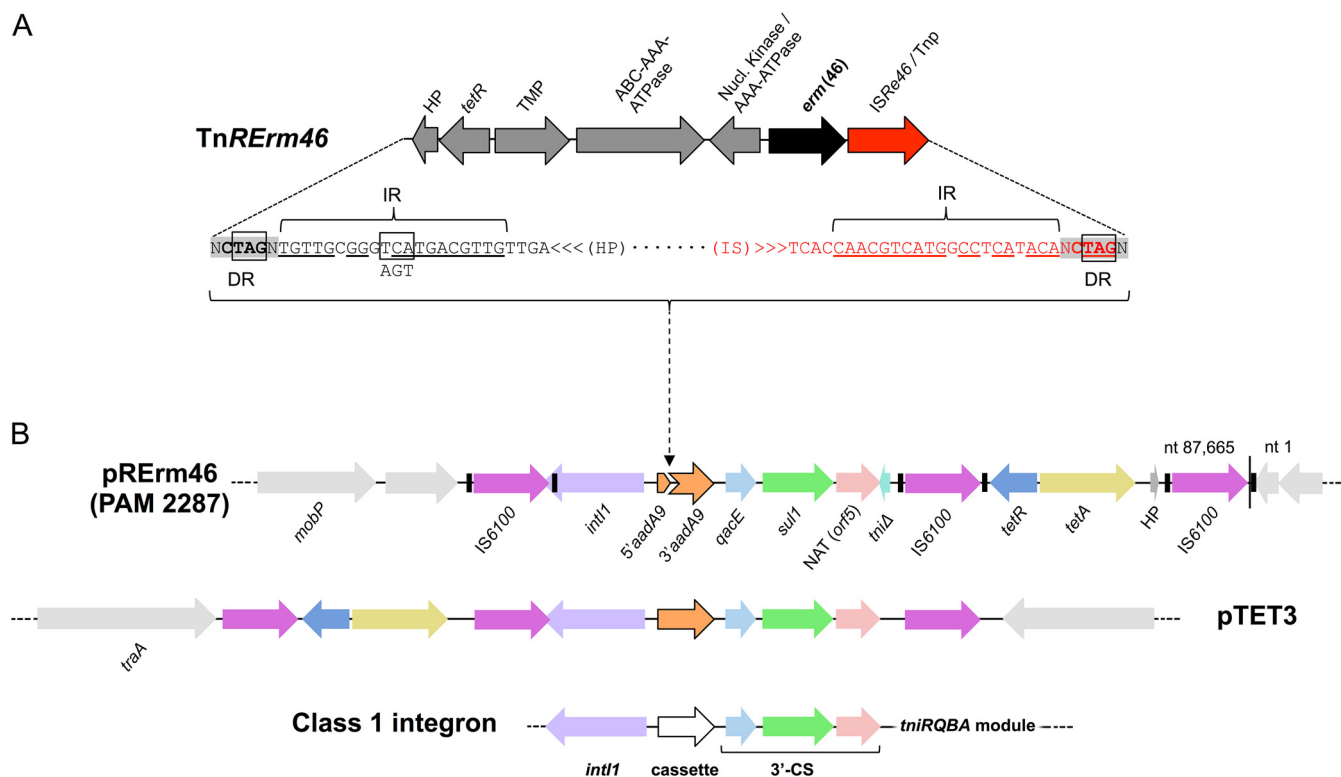 A
HP
tetR
TMP
ABC-AAA-
ATPase
Nucl. Kinase /
AAA-ATPase
erm(46)
ISRe46 / Tnp
TnRErm46
IR
IR
NCTAGNTGTTGCGGGTCATGACGTTGTTGA<<<(HP)········(IS)>>>TCACCAACGTCATGGCCTCATACANCTAGN
AGT
DR
DR
B
nt 87,665
nt 1
pRErm46
(PAM 2287)
mobP
IS6100
intI1
5'aadA9
3'aadA9
qacE
sul1
NAT (orf5)
tniΔ
IS6100
tetR
tetA
HP
IS6100
pTET3
traA
Class 1 integron
tniRQBA module
intI1
cassette
3'-CS